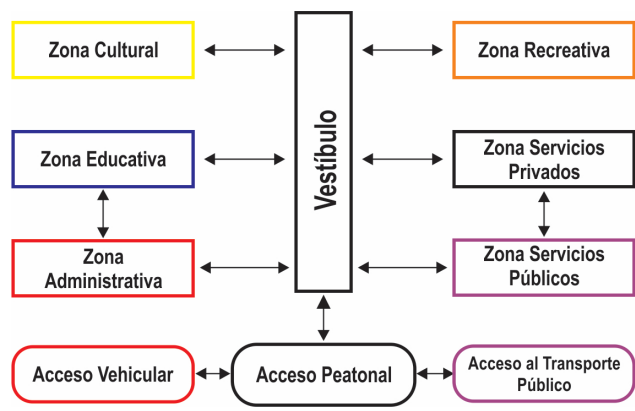 Zona Cultural
Vestíbulo
Zona Recreativa
Zona Educativa
Zona Servicios
Privados
Zona
Administrativa
Zona Servicios
Públicos
Acceso Vehicular
Acceso Peatonal
Acceso al Transporte
Público